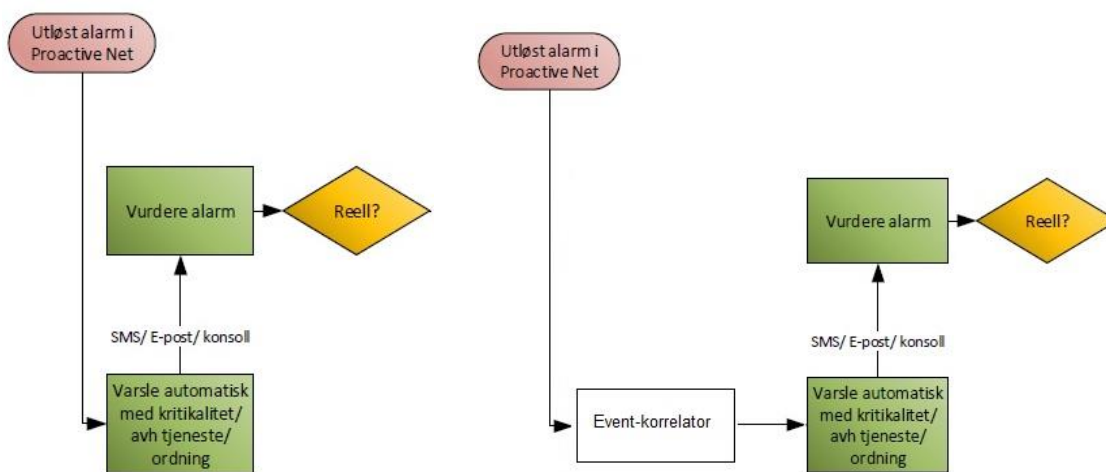 Utløst alarm i
Proactive Net
Vurdere alarm
Reell?
SMS/ E-post/ konsoll
Varsle automatisk
med kritikalitet/
avh tjeneste/
ordning
Utløst alarm i
Proactive Net
Vurdere alarm
Reell?
SMS/ E-post/ konsoll
Event-korrelator
Varsle automatisk
med kritikalitet/
avh tjeneste/
ordning